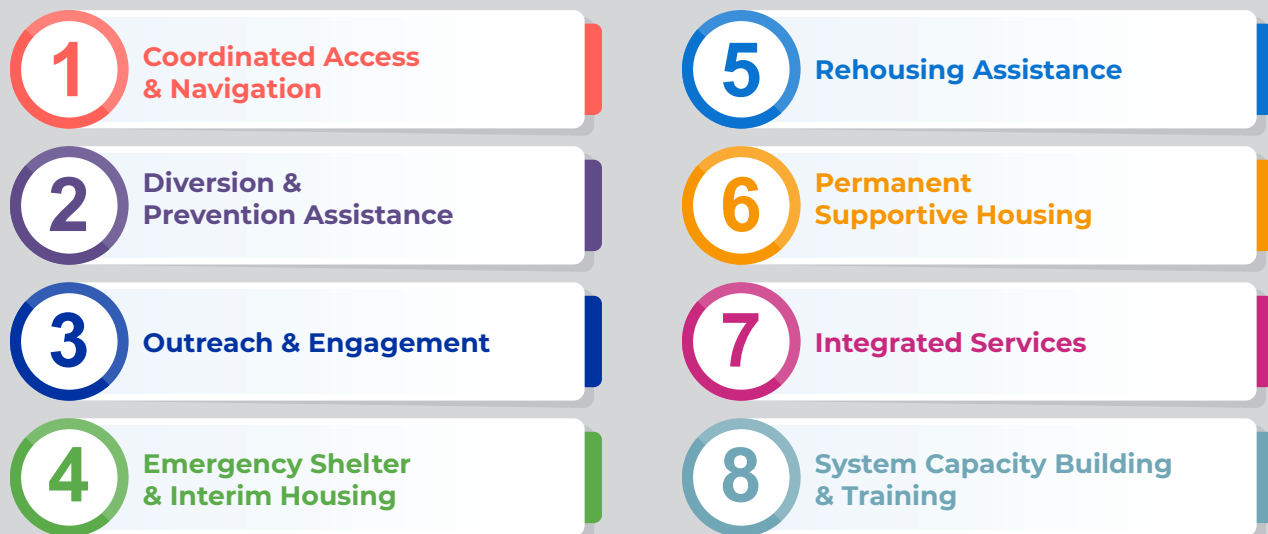 1
Coordinated Access
& Navigation
2
Diversion &
Prevention Assistance
3
Outreach & Engagement
4
Emergency Shelter
& Interim Housing
5
Rehousing Assistance
6
Permanent
Supportive Housing
7
Integrated Services
8
System Capacity Building
& Training